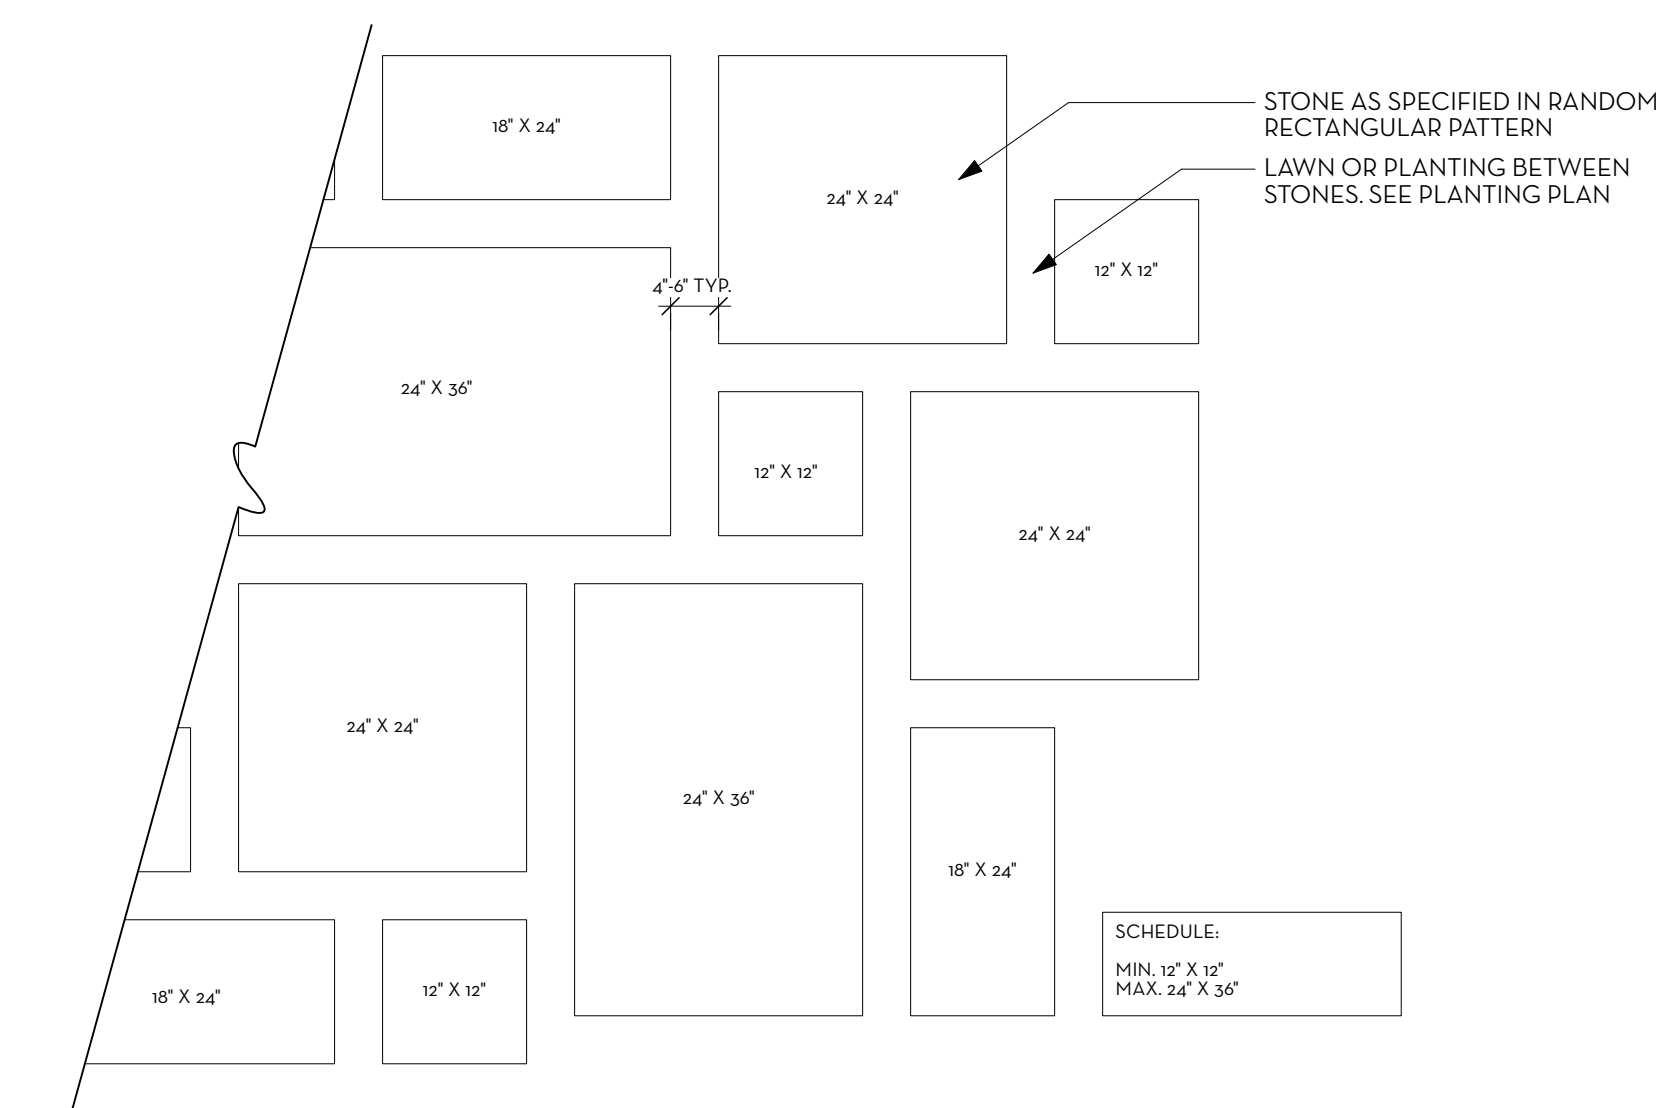 18" X 24"
24" X 24"
STONE AS SPECIFIED IN RANDOM
RECTANGULAR PATTERN
LAWN OR PLANTING BETWEEN
STONES. SEE PLANTING PLAN
12" X 12"
4"-6" TYP.
24" X 36"
12" X 12"
24" X 24"
24" X 24"
24" X 36"
18" X 24"
18" X 24"
12" X 12"
SCHEDULE:
MIN. 12" X 12"
MAX. 24" X 36"